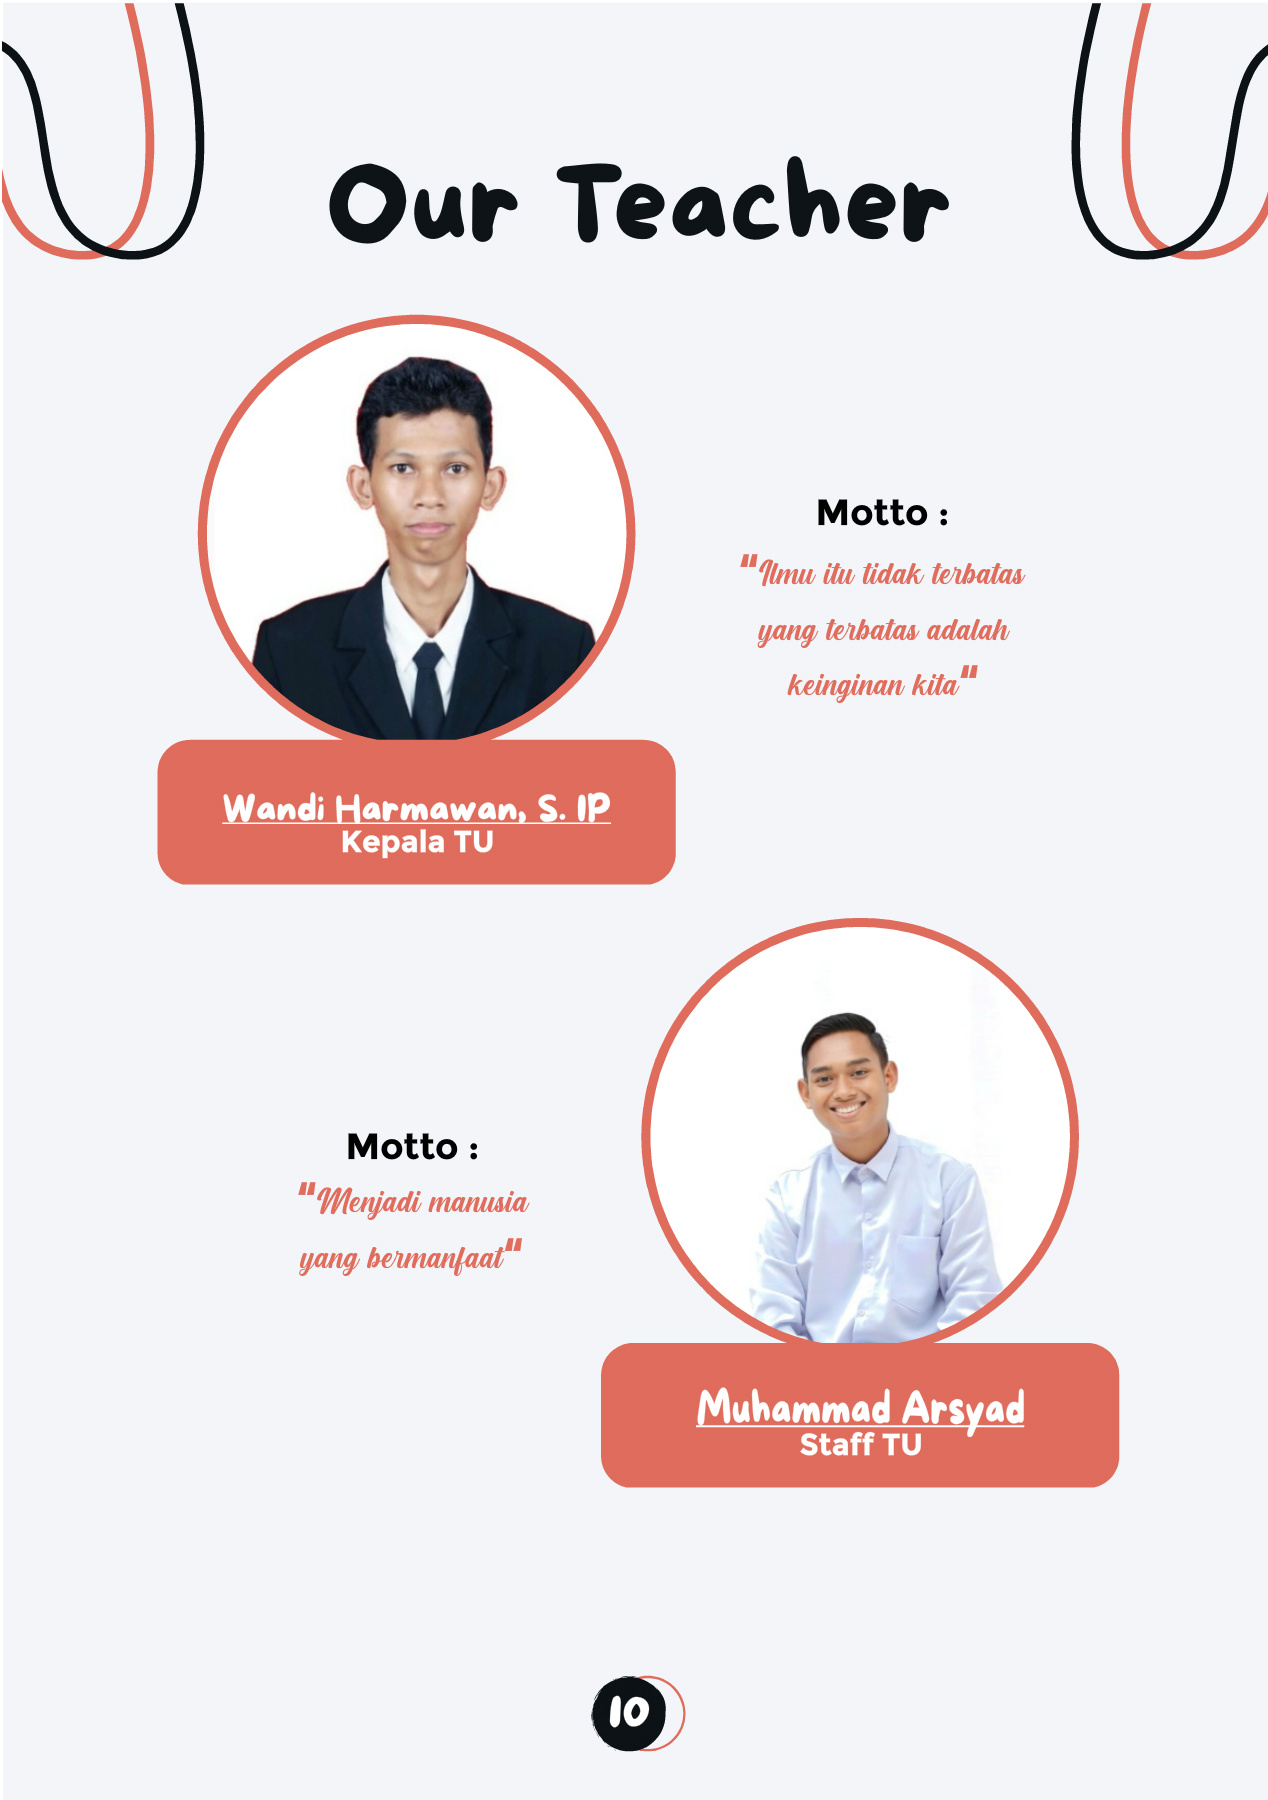 Our Teacher
Motto :
"Ilmu itu tidak terbatas
yang terbatas adalah
keinginan kita"
Wandi Harmawan, S. IP
Kepala TU
Motto :
"Menjadi manusia
yang bermanfaat"
Muhammad Arsyad
Staff TU
10